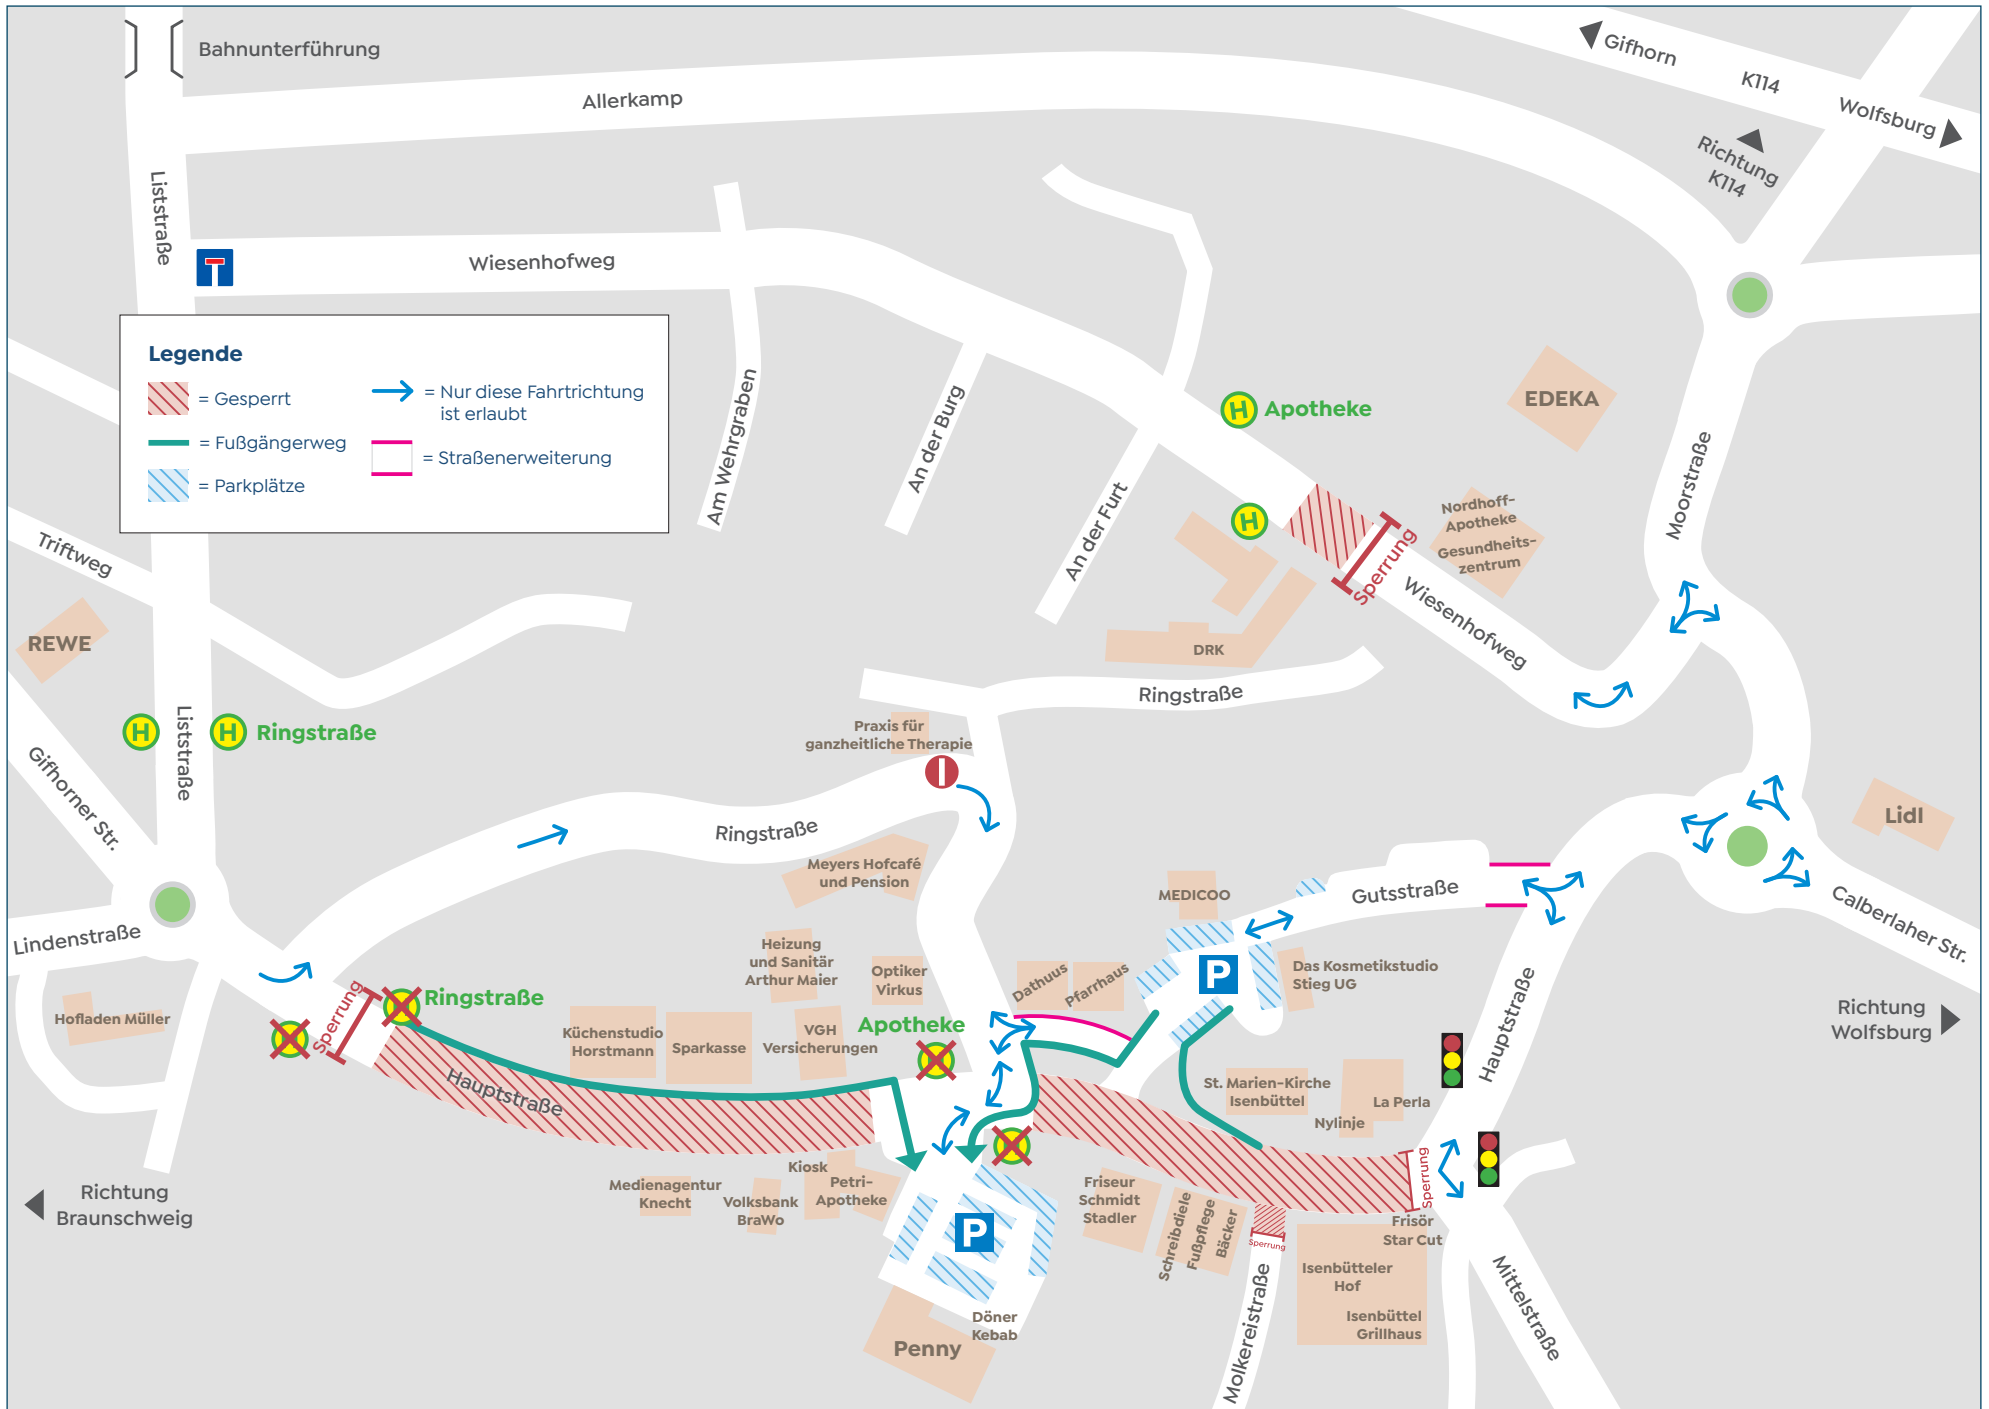 Bahnunterführung
Allerkamp
Gifhorn
K114
Wolfsburg
Richtung
K114
Liststraße
Wiesenhofweg
Legende
= Gesperrt
= Fußgängerweg
= Parkplätze
= Nur diese Fahrtrichtung
ist erlaubt
= Straßenerweiterung
Am Wehrgraben
An der Burg
An der Furt
H Apotheke
H
EDEKA
Nordhoff-
Apotheke
Gesundheits-
zentrum
Moorstraße
Sperrung
Wiesenhofweg
Triftweg
REWE
DRK
Ringstraße
H
H Ringstraße
Liststraße
Gifhorner Str.
Praxis für
ganzheitliche Therapie
Ringstraße
Meyers Hofcafé
und Pension
Lidl
MEDICOO
Gutsstraße
Calberlaher Str.
Lindenstraße
Heizung
und Sanitär
Arthur Maier
Optiker
Virkus
Dathuus
Pfarrhaus
P
Das Kosmetikstudio
Stieg UG
Hauptstraße
Richtung
Wolfsburg
Hofladen Müller
Sperrung
Ringstraße
Küchenstudio
Horstmann
Sparkasse
VGH
Versicherungen
Apotheke
Hauptstraße
St. Marien-Kirche
Isenbüttel
Nylinje
La Perla
Richtung
Braunschweig
Medienagentur
Knecht
Volksbank
BraWo
Kiosk
Petri-
Apotheke
P
Friseur
Schmidt
Stadler
Schreibdiele
Fußpflege
Bäcker
Sperrung
Sperrung
Frisör
Star Cut
Isenbütteler
Hof
Isenbüttel
Grillhaus
Döner
Kebab
Penny
Molkereistraße
Mittelstraße